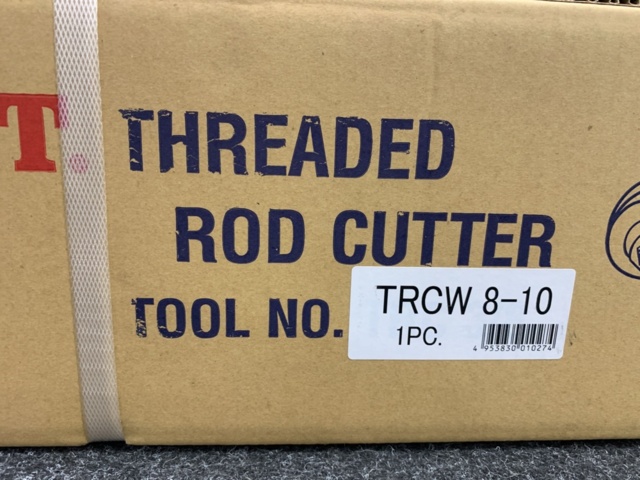 T.
THREADED
ROD CUTTER
TOOL NO.
TRCW 8-10
1PC.
4 953830 010274